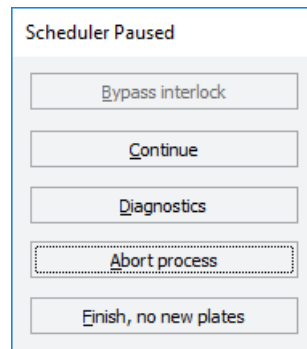 Scheduler Paused
Bypass interlock
Continue
Diagnostics
Abort process
Finish, no new plates